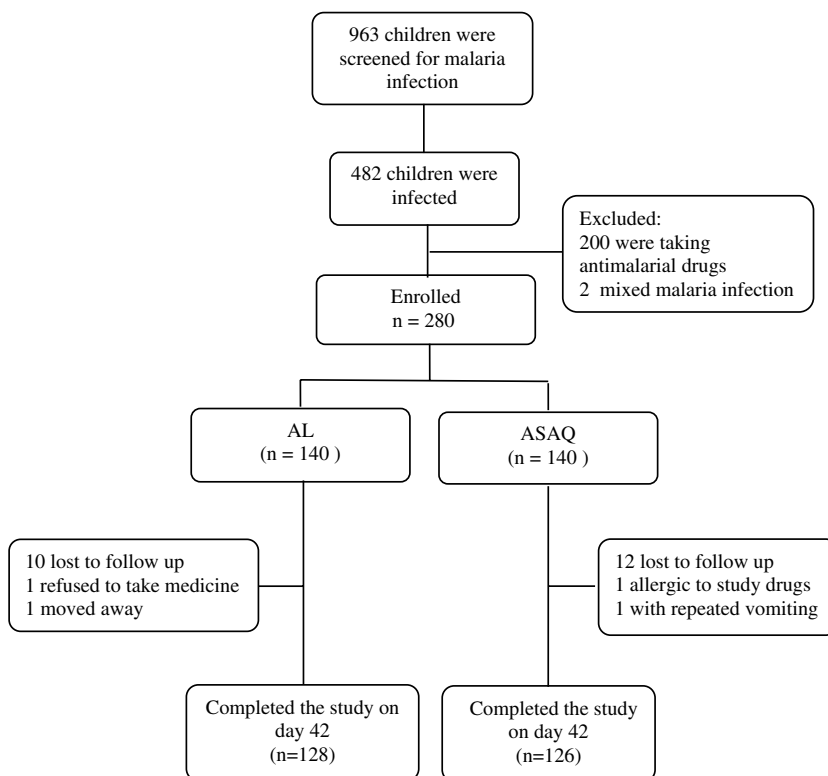 963 children were
screened for malaria
infection
482 children were
infected
Excluded:
200 were taking
antimalarial drugs
2 mixed malaria infection
Enrolled
n = 280
AL
(n = 140 )
ASAQ
(n = 140 )
10 lost to follow up
1 refused to take medicine
1 moved away
12 lost to follow up
1 allergic to study drugs
1 with repeated vomiting
Completed the study on
day 42
(n=128)
Completed the study
on day 42
(n=126)